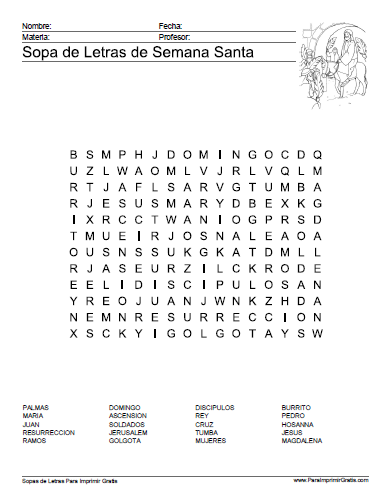 Nombre: Fecha:
Materia: Profesor:
Sopa de Letras de Semana Santa
B S M P H J D O M I N G O C D Q
U Z L W A O M L V J R L V Q L M
R T J A F L S A R V G T U M B A
R J E S U S M A R Y D B E X K G
I X R C C T W A N I O G P R S D
T M U E I R J O S N A L E A O A
O U S N S S U K G K A T D M L L
R J A S E U R Z I L C K R O D E
E E L I D I S C I P U L O S A N
Y R E O J U A N J W N K Z H D A
N E M N R E S U R R E C C I O N
X S C K Y I G O L G O T A Y S W
PALMAS DOMINGO DISCIPULOS BURRITO
MARIA ASCENSION REY PEDRO
JUAN SOLDADOS CRUZ HOSANNA
RESURRECCION JERUSALEM TUMBA JESUS
RAMOS GOLGOTA MUJERES MAGDALENA
Sopas de Letras Para Imprimir Gratis www.ParaImprimirGratis.com